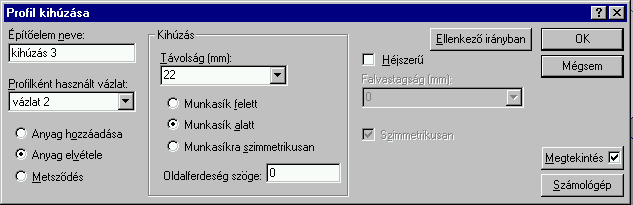 Profil kihúzása
Építőelem neve:
kihúzás 3
Profilként használt vázlat:
vázlat 2
Anyag hozzáadása
Anyag elvétele
Metsződés
Kihúzás
Távolság (mm):
22
Munkasík felett
Munkasík alatt
Munkasíkra szimmetrikusan
Oldalferdeség szöge:
0
Ellenkező irányban
Héjszerű
Falvastagság (mm):
0
Szimmetrikusan
OK
Mégsem
Megtekintés
Számológép